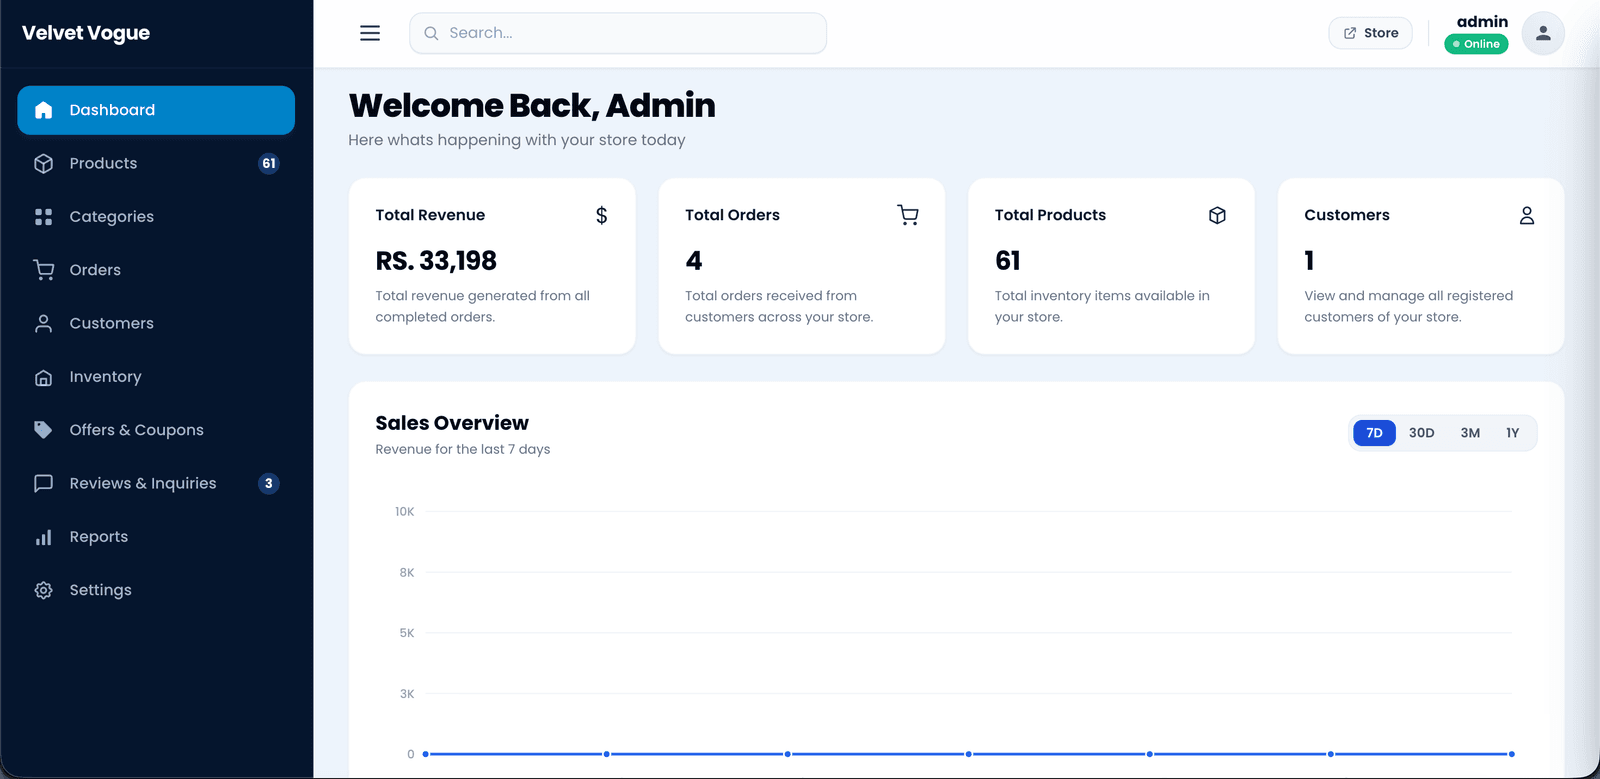 Velvet Vogue
Dashboard
Products 61
Categories
Orders
Customers
Inventory
Offers & Coupons
Reviews & Inquiries 3
Reports
Settings
Search...
Store
admin
Online
Welcome Back, Admin
Here whats happening with your store today
Total Revenue $
RS. 33,198
Total revenue generated from all
completed orders.
Total Orders
4
Total orders received from
customers across your store.
Total Products
61
Total inventory items available in
your store.
Customers
1
View and manage all registered
customers of your store.
Sales Overview
Revenue for the last 7 days
7D 30D 3M 1Y
10K
8K
5K
3K
0